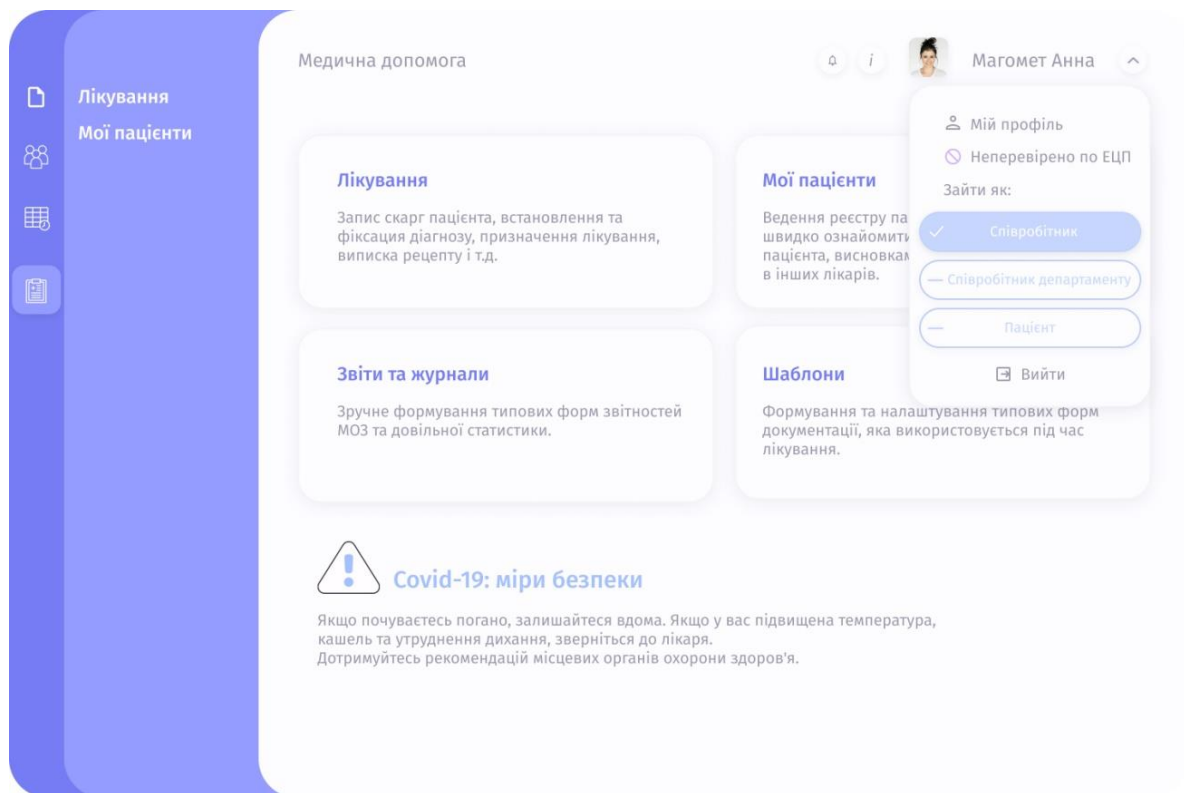 Медична допомога
i
Магомет Анна
Лікування
Мої пацієнти
Мій профіль
Неперевірено по ЕЦП
Зайти як:
Співробітник
Співробітник департаменту
Пацієнт
Вийти
Лікування
Запис скарг пацієнта, встановлення та
фіксация діагнозу, призначення лікування,
виписка рецепту і т.д.
Мої пацієнти
Ведення реєстру
швидко
пацієнта,
в інших лікарів.
Звіти та журнали
Зручне формування типових форм звітностей
МОЗ та довільної статистики.
Шаблони
Формування та налаштування типових форм
документації, яка використовується під час
лікування.
Covid-19: міри безпеки
Якщо почуваєтесь погано, залишайтеся вдома. Якщо у вас підвищена температура,
кашель та утруднення дихання, зверніться до лікаря.
Дотримуйтесь рекомендацій місцевих органів охорони здоров'я.